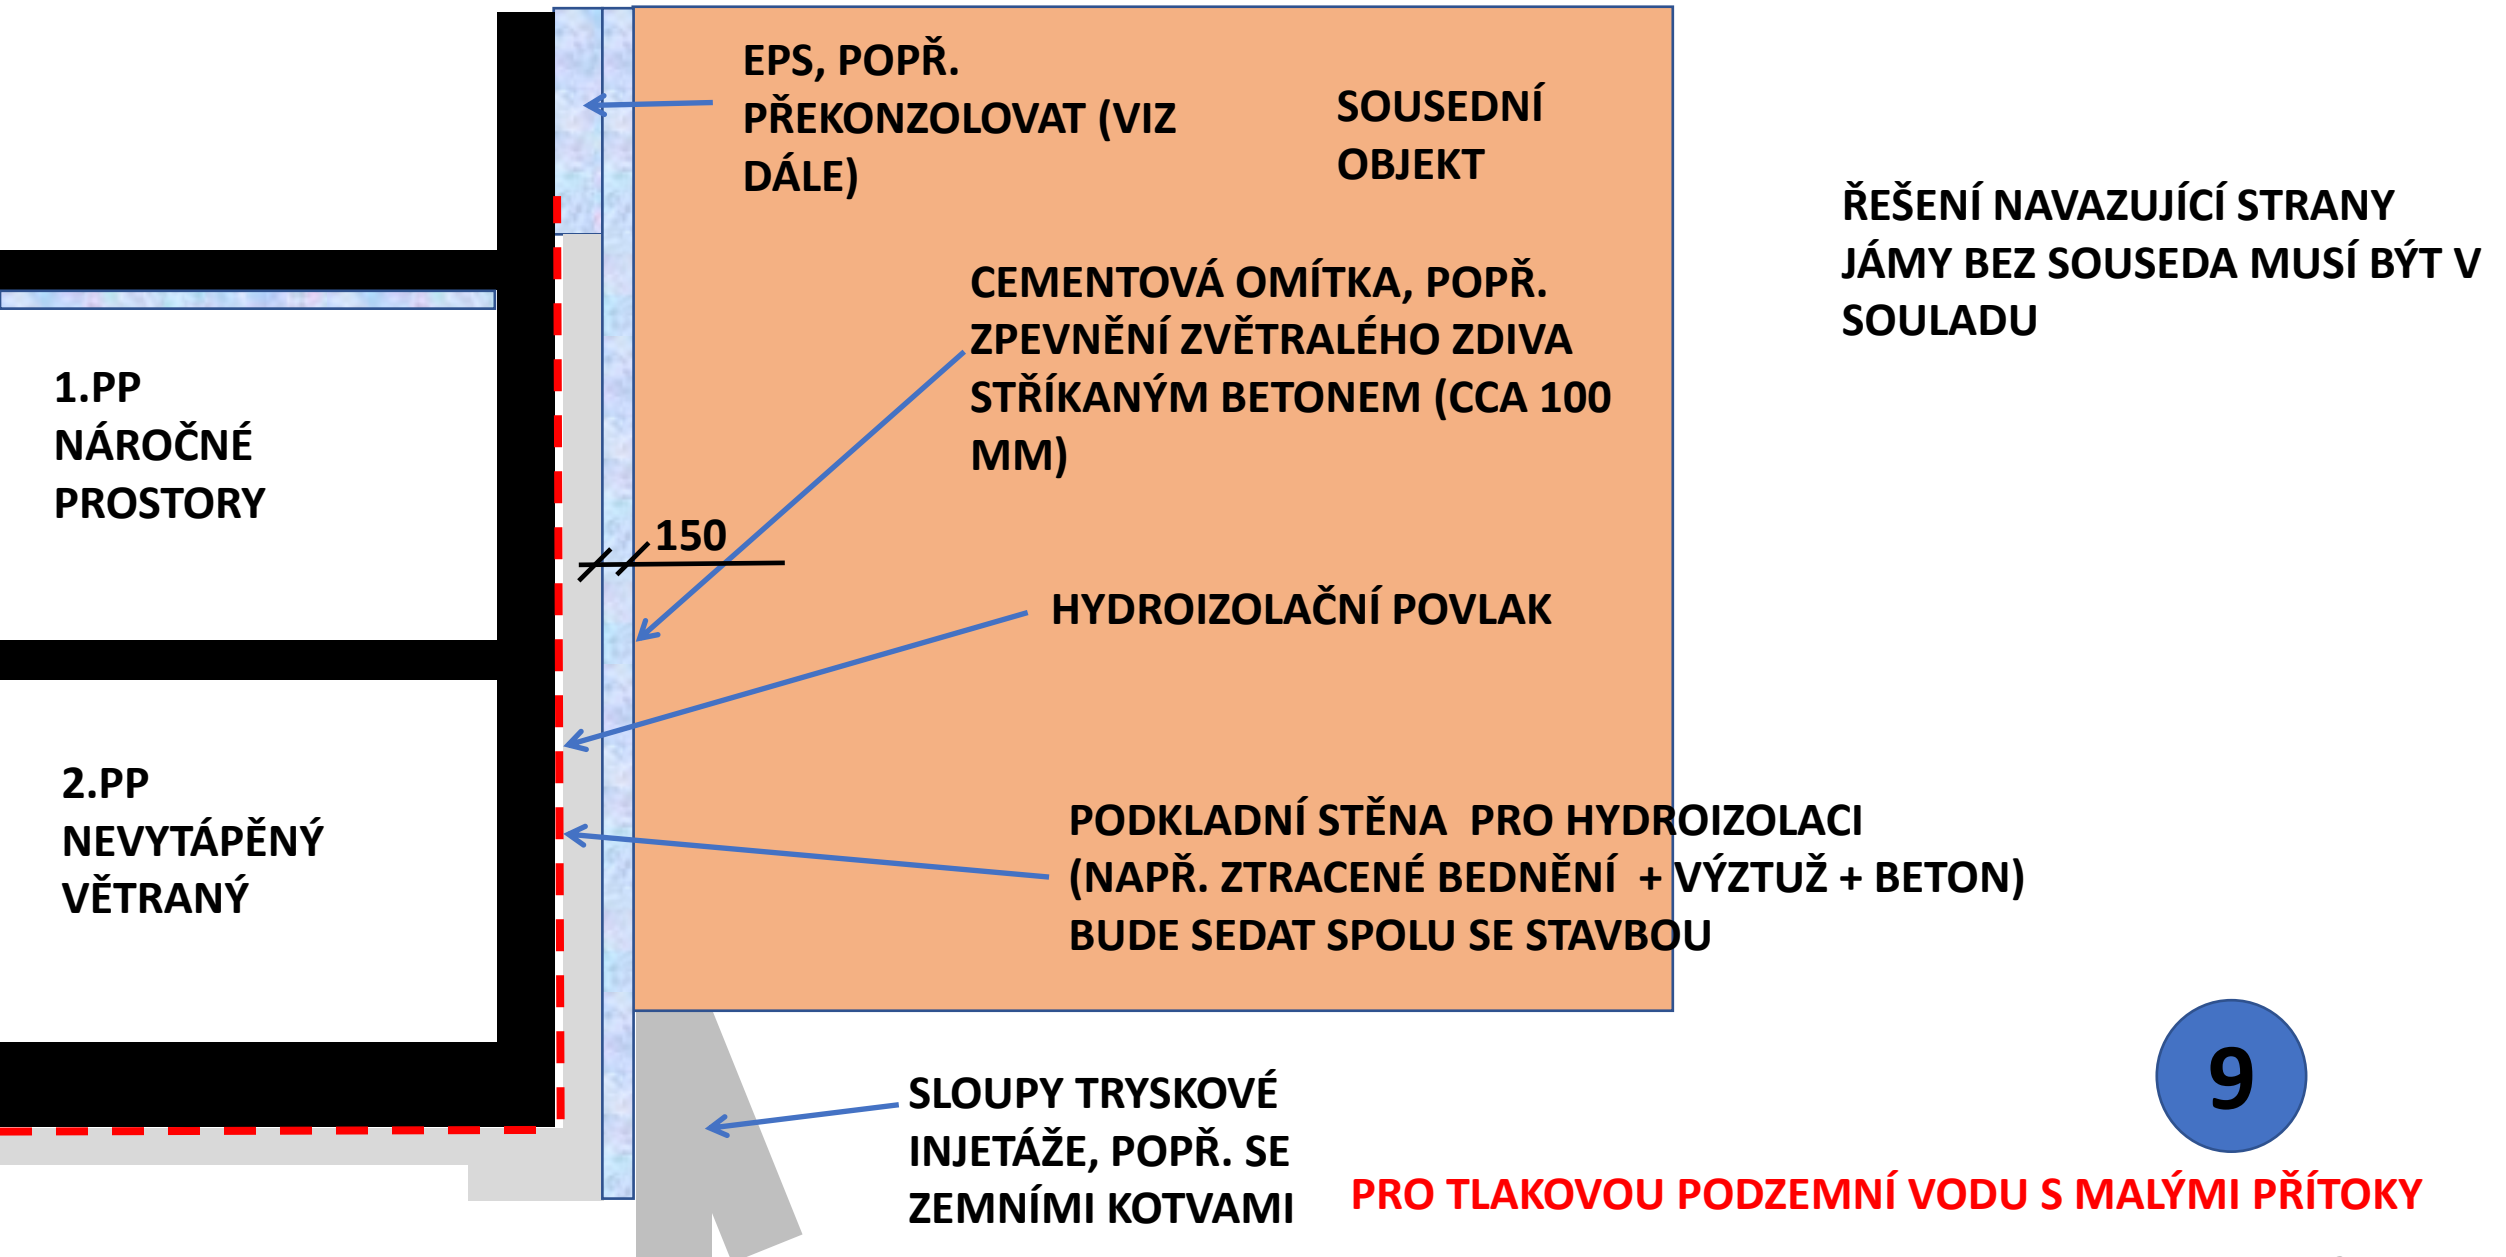 EPS, POPŘ.
PŘEKONZOLOVAT (VIZ
DÁLE)
SOUSEDNÍ
OBJEKT
ŘEŠENÍ NAVAZUJÍCÍ STRANY
JÁMY BEZ SOUSEDA MUSÍ BÝT V
SOULADU
CEMENTOVÁ OMÍTKA, POPŘ.
ZPEVNĚNÍ ZVĚTRALÉHO ZDIVA
STŘÍKANÝM BETONEM (CCA 100
MM)
1.PP
NÁROČNÉ
PROSTORY
150
HYDROIZOLAČNÍ POVLAK
2.PP
NEVYTÁPĚNÝ
VĚTRANÝ
PODKLADNÍ STĚNA  PRO HYDROIZOLACI
(NAPŘ. ZTRACENÉ BEDNĚNÍ  + VÝZTUŽ + BETON)
BUDE SEDAT SPOLU SE STAVBOU
SLOUPY TRYSKOVÉ
INJETÁŽE, POPŘ. SE
ZEMNÍMI KOTVAMI
9
PRO TLAKOVOU PODZEMNÍ VODU S MALÝMI PŘÍTOKY